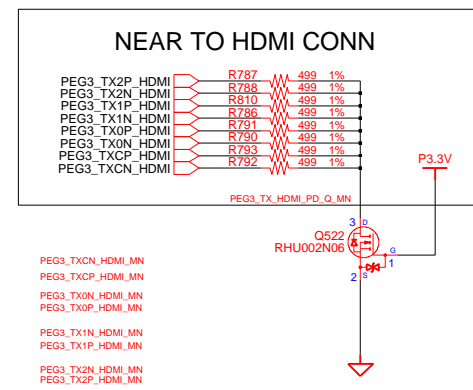 NEAR TO HDMI CONN
PEG3_TX2P_HDMI R787 499 1%
PEG3_TX2N_HDMI R788 499 1%
PEG3_TX1P_HDMI R810 499 1%
PEG3_TX1N_HDMI R786 499 1%
PEG3_TX0P_HDMI R791 499 1%
PEG3_TX0N_HDMI R790 499 1%
PEG3_TXCP_HDMI R793 499 1%
PEG3_TXCN_HDMI R792 499 1%
P3.3V
PEG3_TX_HDMI_PD_Q_MN
3 D
Q522
RHU002N06
G
1
2 S
PEG3_TXCN_HDMI_MN
PEG3_TXCP_HDMI_MN
PEG3_TX0N_HDMI_MN
PEG3_TX0P_HDMI_MN
PEG3_TX1N_HDMI_MN
PEG3_TX1P_HDMI_MN
PEG3_TX2N_HDMI_MN
PEG3_TX2P_HDMI_MN